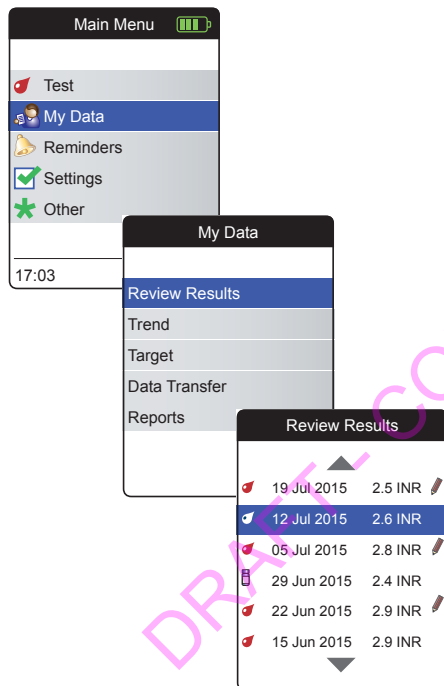 Main Menu
Test
My Data
Reminders
Settings
Other
17:03
My Data
Review Results
Trend
Target
Data Transfer
Reports
Review Results
19 Jul 2015 2.5 INR
12 Jul 2015 2.6 INR
05 Jul 2015 2.8 INR
29 Jun 2015 2.4 INR
22 Jun 2015 2.9 INR
15 Jun 2015 2.9 INR
DRAFT - CO